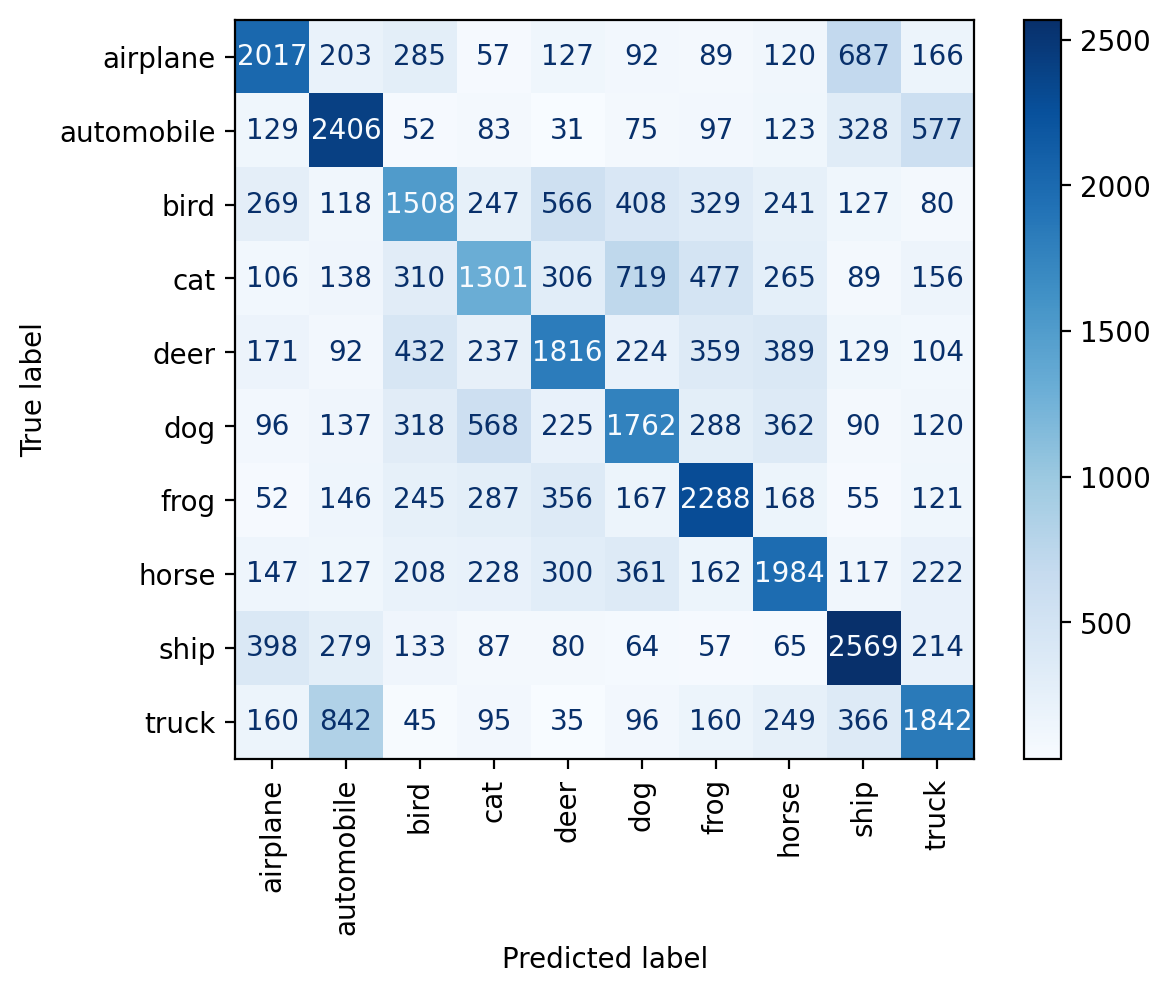 airplane 2017 203 285 57 127 92 89 120 687 166
automobile 129 2406 52 83 31 75 97 123 328 577
bird 269 118 1508 247 566 408 329 241 127 80
cat 106 138 310 1301 306 719 477 265 89 156
deer 171 92 432 237 1816 224 359 389 129 104
dog 96 137 318 568 225 1762 288 362 90 120
frog 52 146 245 287 356 167 2288 168 55 121
horse 147 127 208 228 300 361 162 1984 117 222
ship 398 279 133 87 80 64 57 65 2569 214
truck 160 842 45 95 35 96 160 249 366 1842
airplane automobile bird cat deer dog frog horse ship truck
Predicted label
True label
2500
2000
1500
1000
500